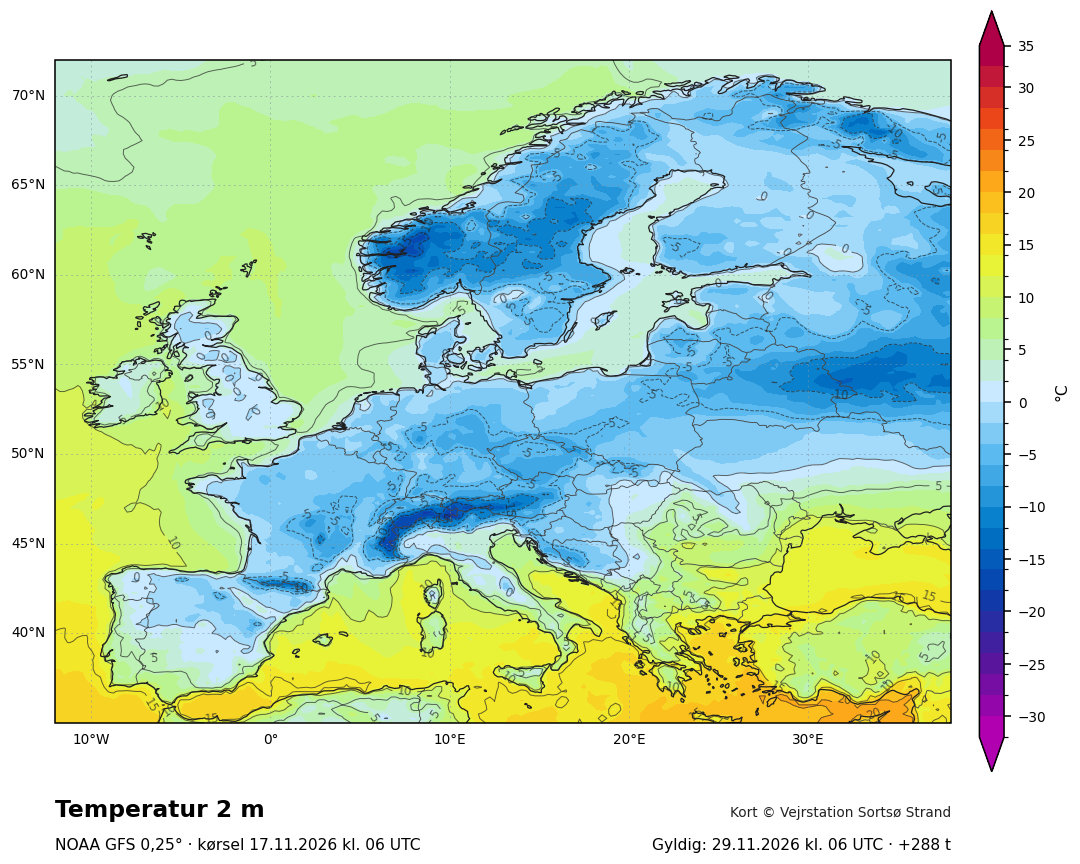 35
70°N
30
25
65°N
20
15
60°N
10
55°N
5
0
°C
50°N
−5
−10
45°N
−15
−20
40°N
−25
−30
10°W
0°
10°E
20°E
30°E
Temperatur 2 m
Kort © Vejrstation Sortsø Strand
NOAA GFS 0,25° · kørsel 17.11.2026 kl. 06 UTC
Gyldig: 29.11.2026 kl. 06 UTC · +288 t